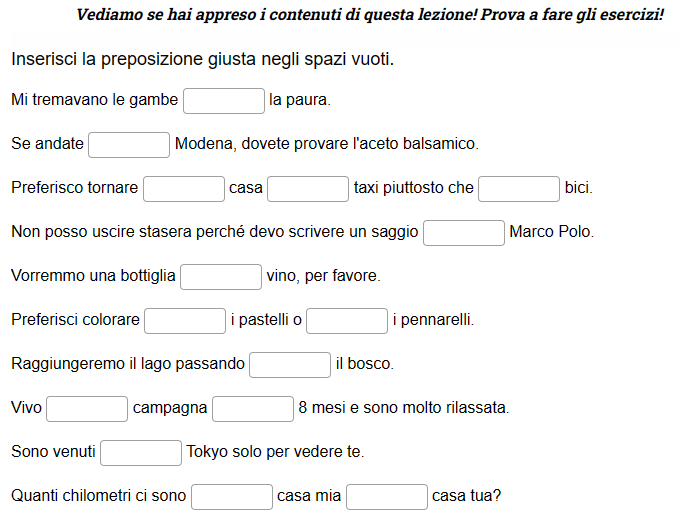 Vediamo se hai appreso i contenuti di questa lezione! Prova a fare gli esercizi!
Inserisci la preposizione giusta negli spazi vuoti.
Mi tremavano le gambe la paura.
Se andate Modena, dovete provare l'aceto balsamico.
Preferisco tornare casa taxi piuttosto che bici.
Non posso uscire stasera perché devo scrivere un saggio Marco Polo.
Vorremmo una bottiglia vino, per favore.
Preferisci colorare i pastelli o i pennarelli.
Raggiungeremo il lago passando il bosco.
Vivo campagna 8 mesi e sono molto rilassata.
Sono venuti Tokyo solo per vedere te.
Quanti chilometri ci sono casa mia casa tua?